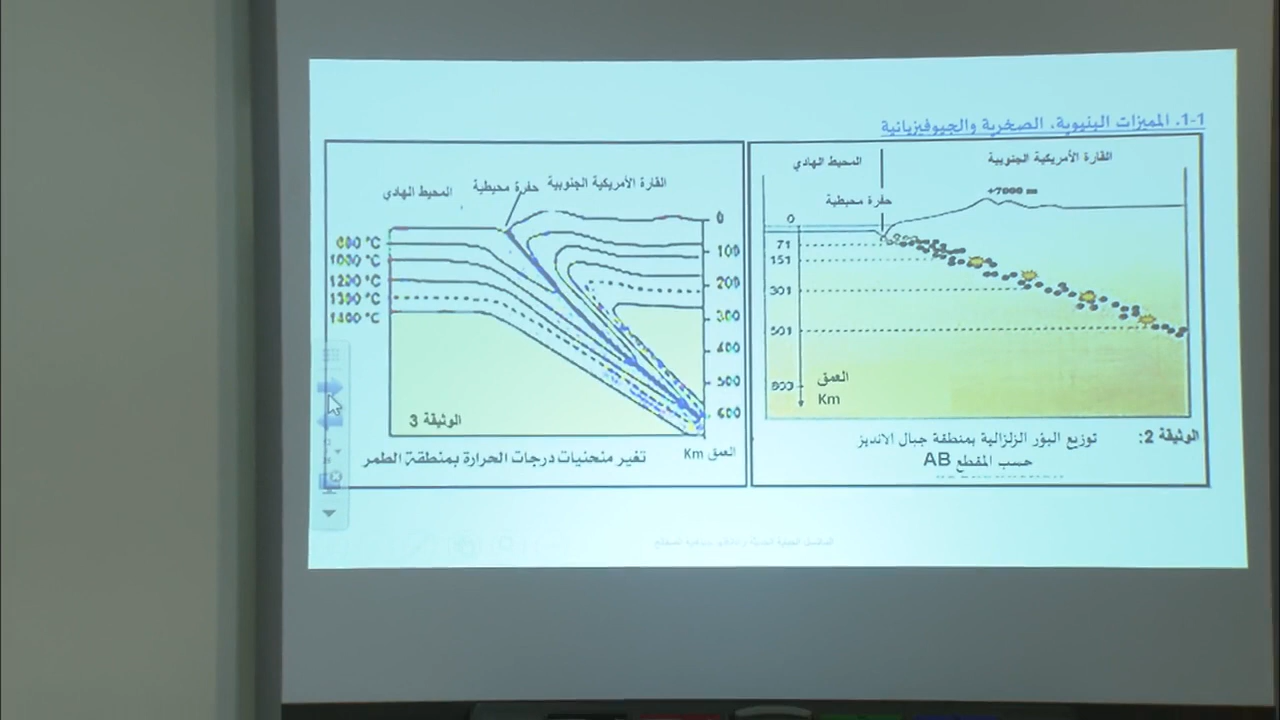 1-1. المميزات البنيوية، الصخرية والجيوفيزيائية
القارة الأمريكية الجنوبية
المحيط الهادي
+7000 m
حفرة محيطية
0
71
151
301
501
العمق
Km
الوثيقة 2: توزيع البؤر الزلزالية بمنطقة جبال الانديز
حسب المقطع AB
القارة الأمريكية الجنوبية
حفرة محيطية
المحيط الهادي
1000 °C
1200 °C
1300 °C
1400 °C
0
100
200
300
400
500
600
الوثيقة 3
العمق Km
تغير منحنيات درجات الحرارة بمنطقة الطمر